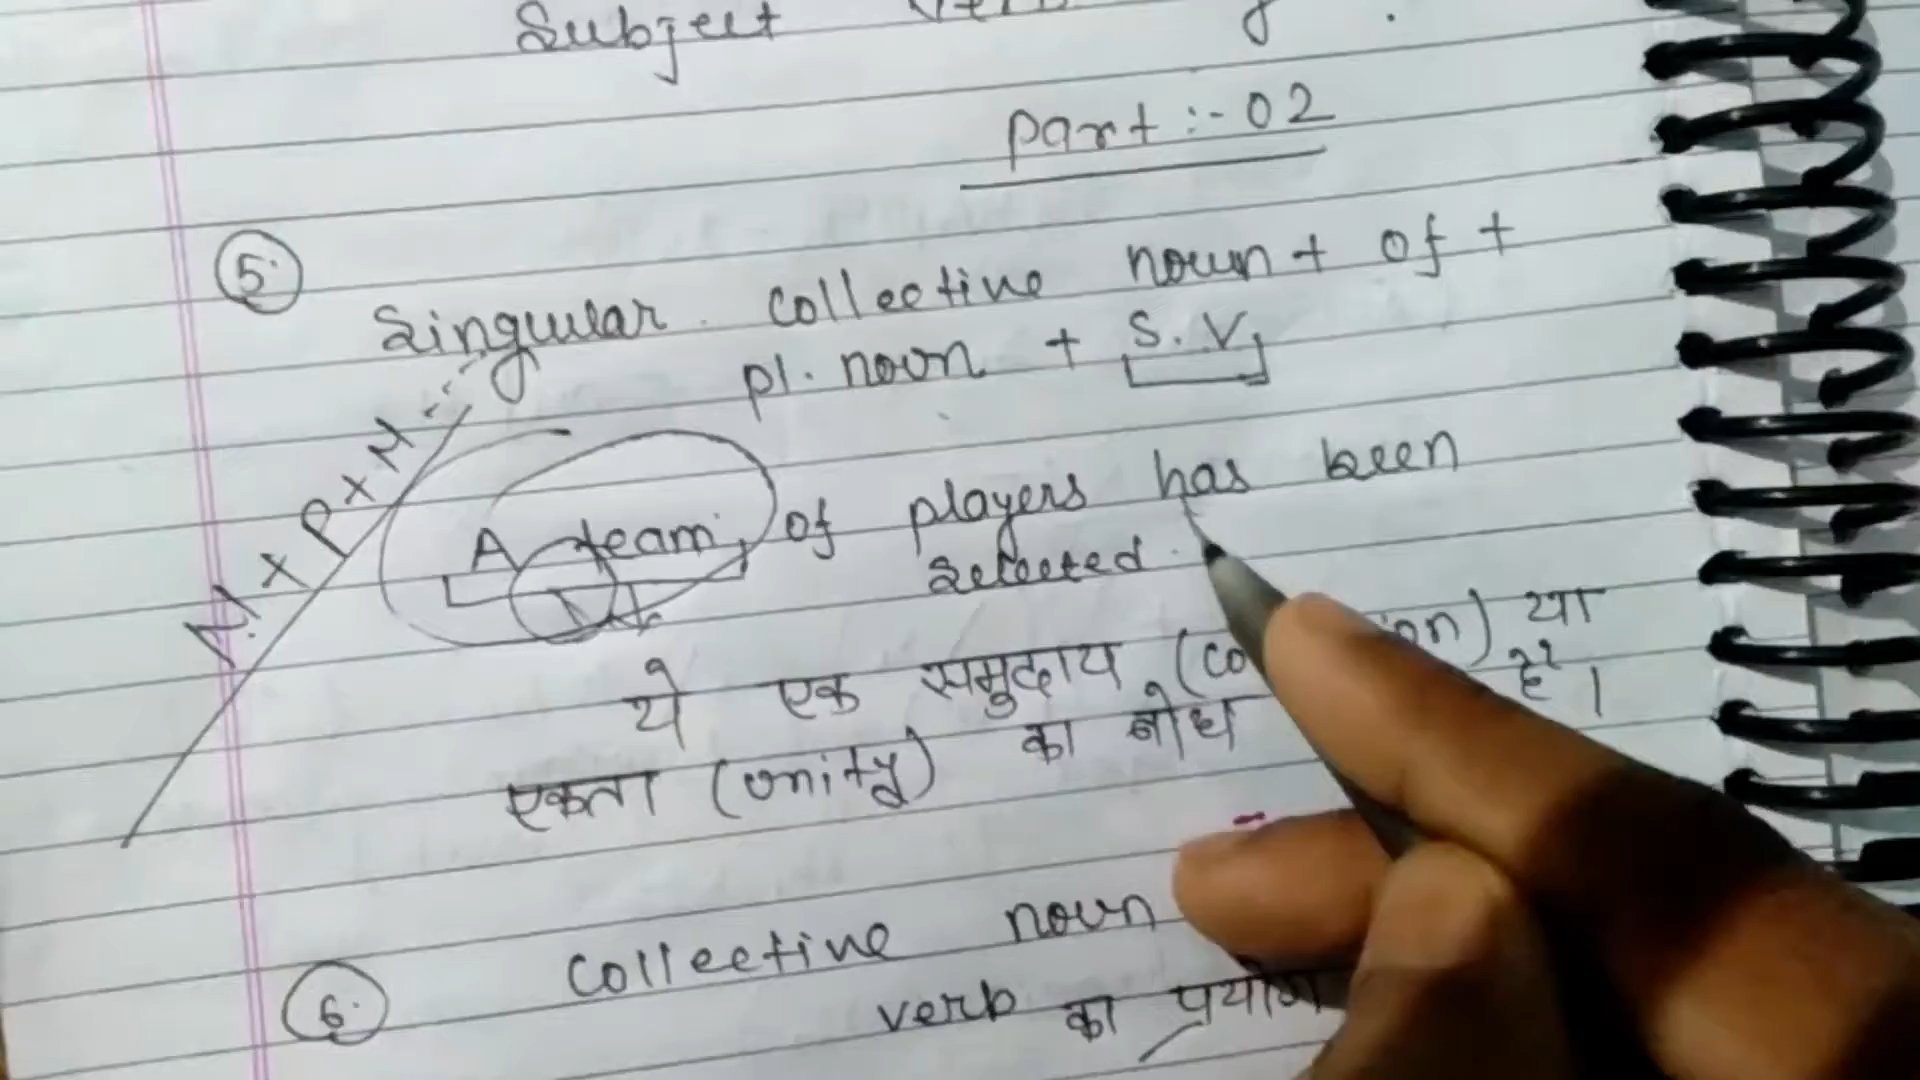 Subject
Part :- 02
5.
Singular collective noun + of +
pl. noun + S.V
A team of players has been
selected.
ये एक समुदाय ( ) या
एकता (unity) का बोध है।
6.
collective noun
verb का प्रयोग